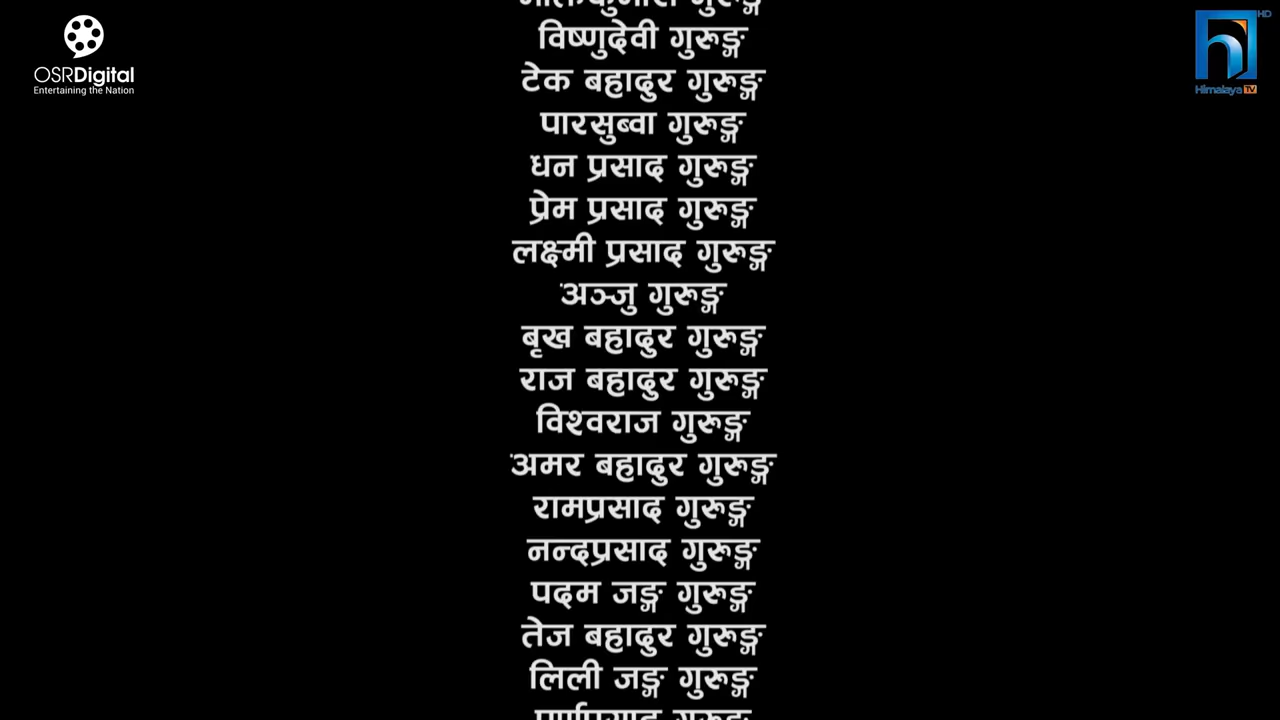 OSRDigital
Entertaining the Nation
HD
Himalaya TV
गुरूङ्ग
विष्णुदेवी गुरूङ्ग
टेक बहादुर गुरूङ्ग
पारसुब्वा गुरूङ्ग
धन प्रसाद गुरूङ्ग
प्रेम प्रसाद गुरूङ्ग
लक्ष्मी प्रसाद गुरूङ्ग
अञ्जु गुरूङ्ग
बृख बहादुर गुरूङ्ग
राज बहादुर गुरूङ्ग
विश्वराज गुरूङ्ग
अमर बहादुर गुरूङ्ग
रामप्रसाद गुरूङ्ग
नन्दप्रसाद गुरूङ्ग
पदम जङ्ग गुरूङ्ग
तेज बहादुर गुरूङ्ग
लिली जङ्ग गुरूङ्ग